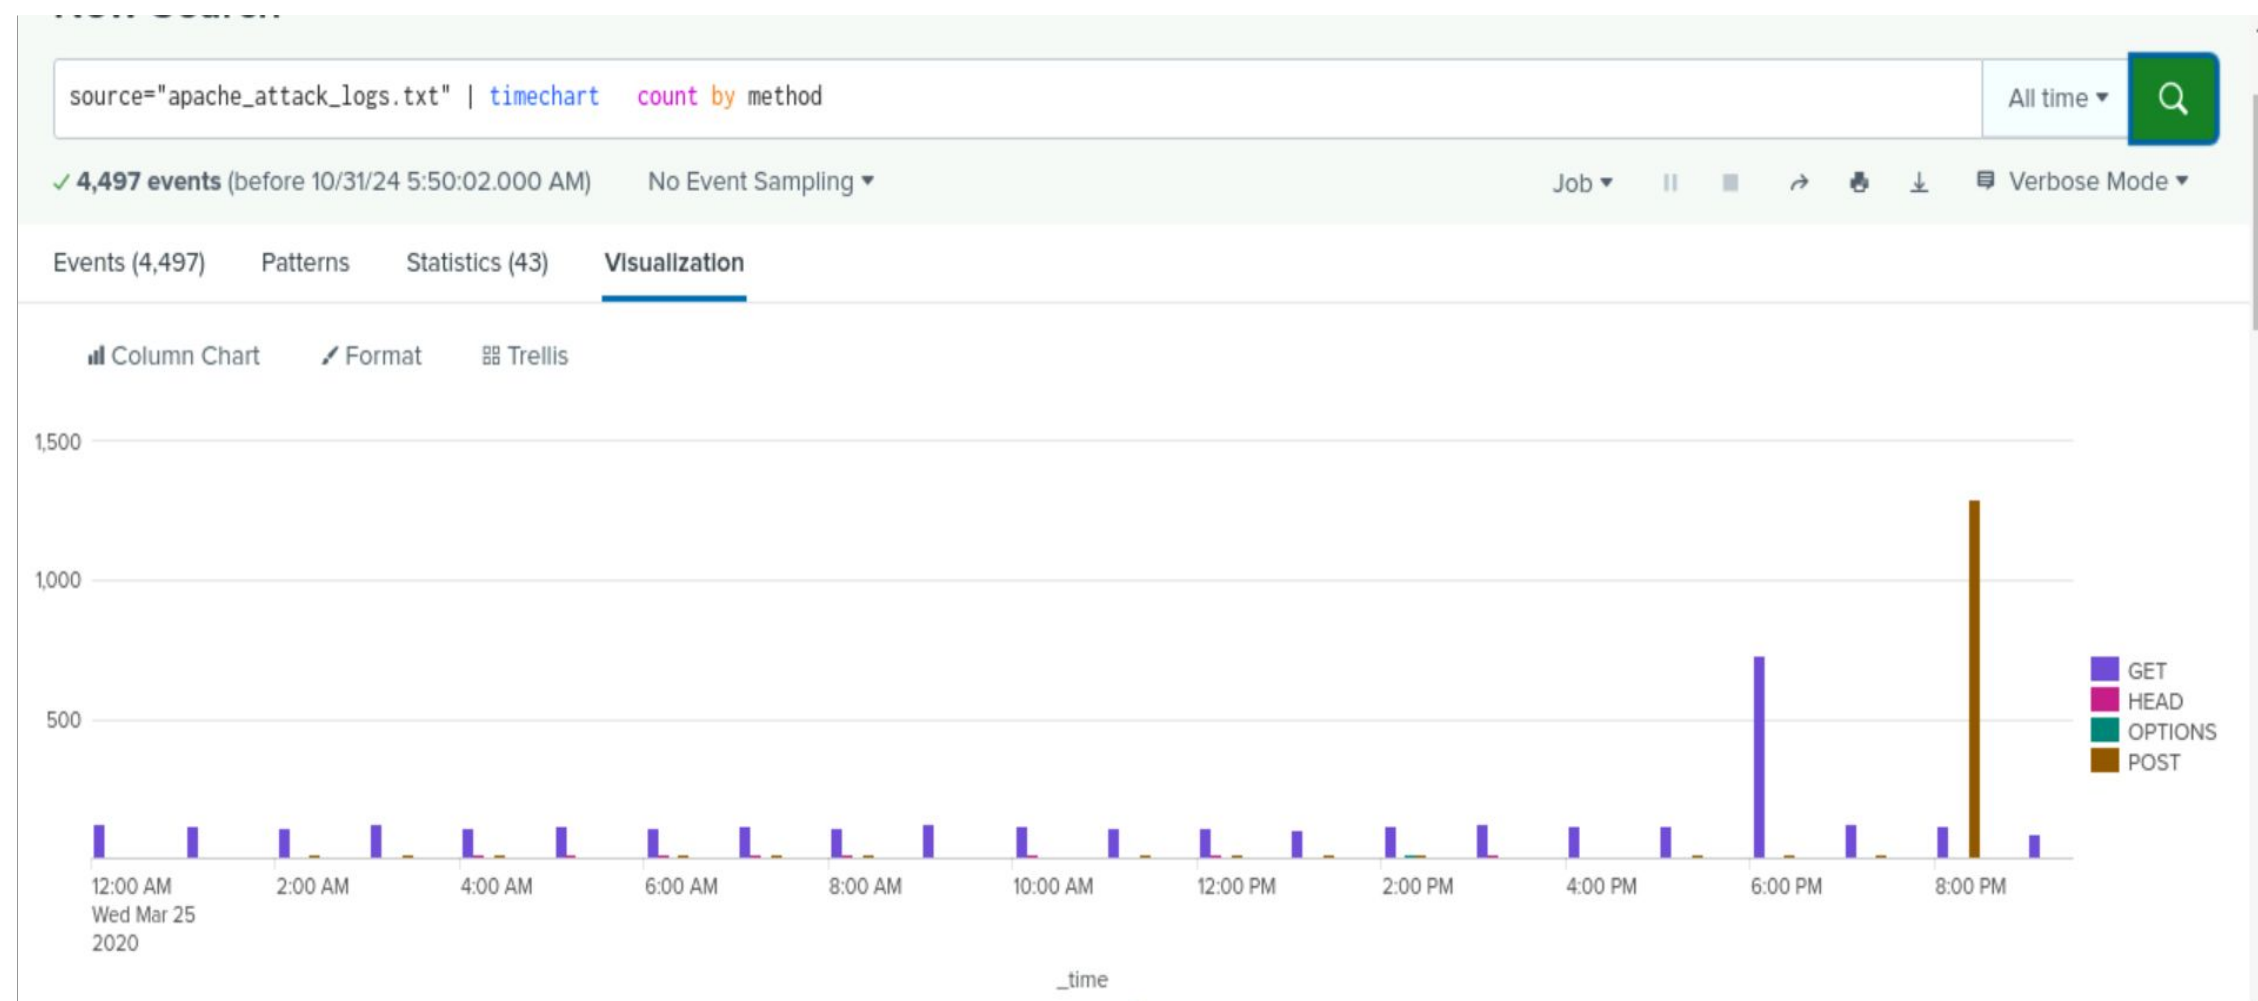 New Search
source="apache_attack_logs.txt" | timechart count by method
All time
4,497 events (before 10/31/24 5:50:02.000 AM)
No Event Sampling
Job
Verbose Mode
Events (4,497)
Patterns
Statistics (43)
Visualization
Column Chart
Format
Trellis
1,500
1,000
500
GET
HEAD
OPTIONS
POST
12:00 AM
Wed Mar 25
2020
2:00 AM
4:00 AM
6:00 AM
8:00 AM
10:00 AM
12:00 PM
2:00 PM
4:00 PM
6:00 PM
8:00 PM
_time